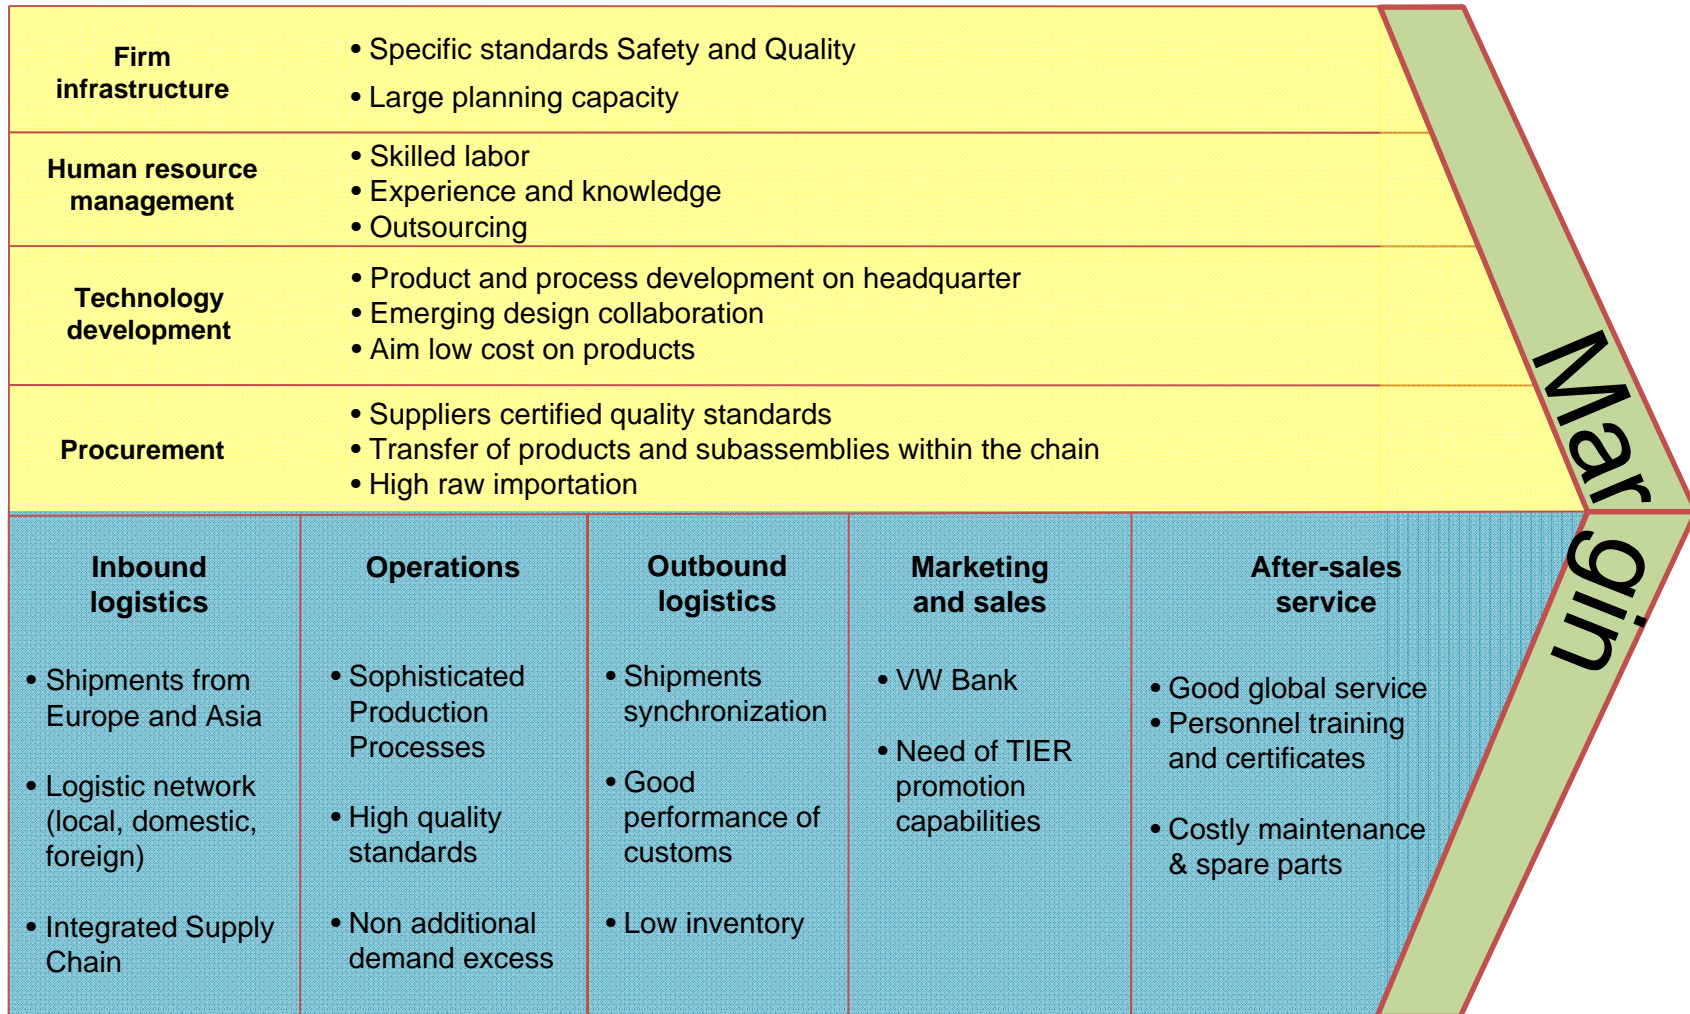 Firm
infrastructure
• Specific standards Safety and Quality
• Large planning capacity
Human resource
management
• Skilled labor
• Experience and knowledge
• Outsourcing
Technology
development
• Product and process development on headquarter
• Emerging design collaboration
• Aim low cost on products
Procurement
• Suppliers certified quality standards
• Transfer of products and subassemblies within the chain
• High raw importation
Inbound
logistics
• Shipments from
Europe and Asia
• Logistic network
(local, domestic,
foreign)
• Integrated Supply
Chain
Operations
• Sophisticated
Production
Processes
• High quality
standards
• Non additional
demand excess
Outbound
logistics
• Shipments
synchronization
• Good
performance of
customs
• Low inventory
Marketing
and sales
• VW Bank
• Need of TIER
promotion
capabilities
After-sales
service
• Good global service
• Personnel training
and certificates
• Costly maintenance
& spare parts
Mar
gin